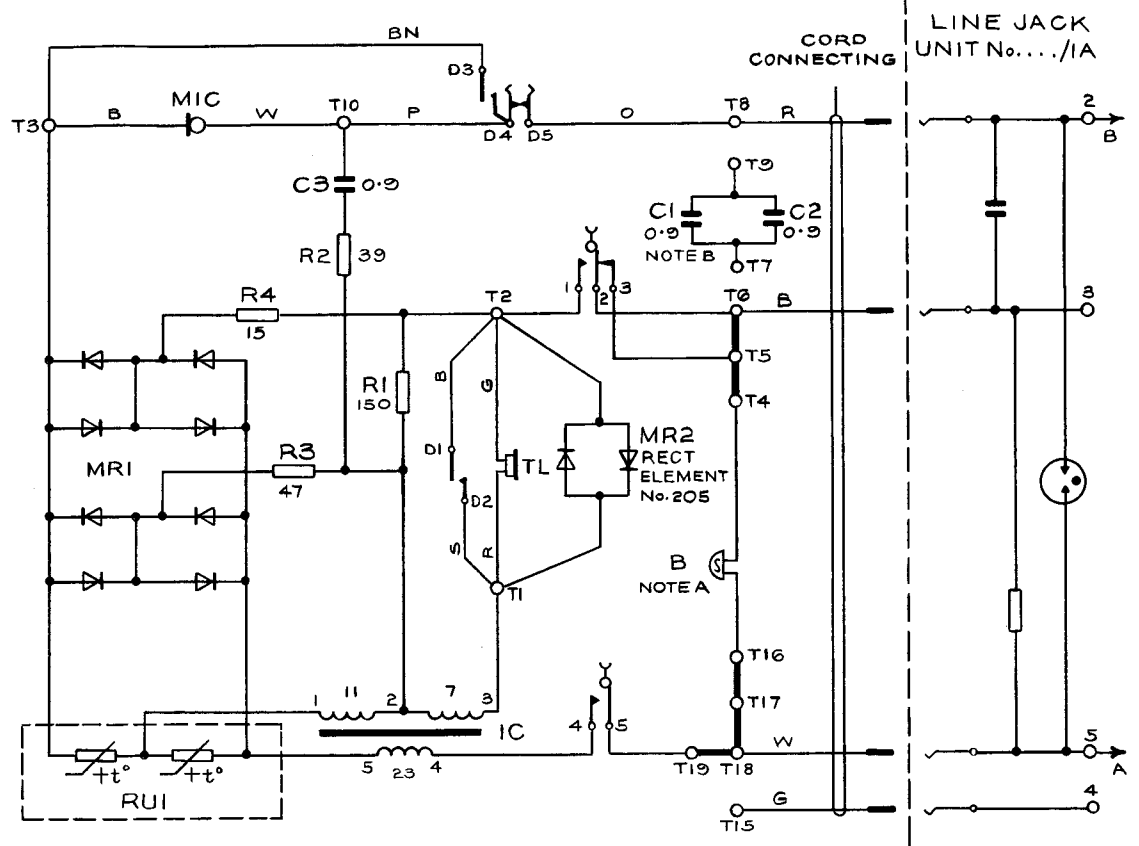 LINE JACK
UNIT No..../1A
BN
CORD
CONNECTING
D3
MIC
T10
T3
B
W
P
D4
D5
O
T8
R
2
B
T9
C3
0·9
C1
0·9
C2
0·9
NOTE B
T7
R2
39
R4
15
T2
1
2
3
T6
B
3
T5
T4
B
G
R1
150
D1
TL
MR2
RECT
ELEMENT
No. 205
MR1
R3
47
D2
S
R
T1
B
NOTE A
S
T16
T17
1
11
2
7
3
4
5
1C
5
23
4
T19
T18
W
5
A
+t°
+t°
RU1
T15
G
4